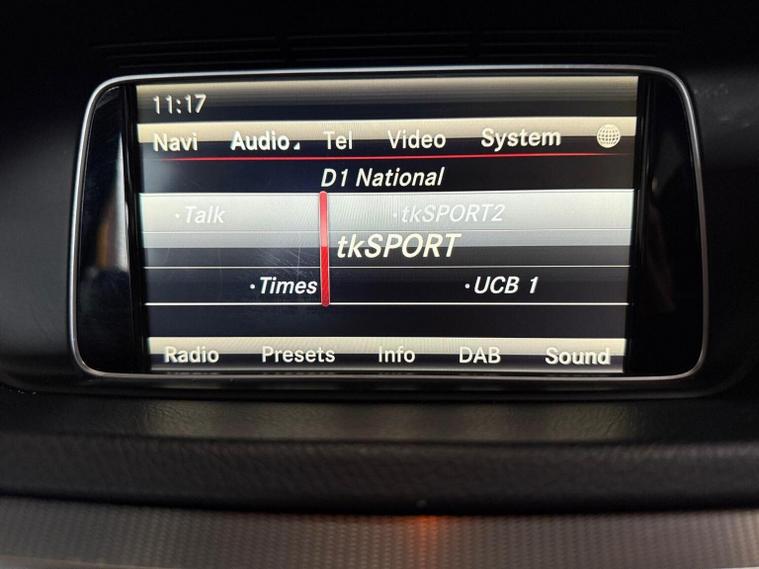 11:17
Navi Audio Tel Video System
D1 National
·Talk ·tkSPORT2
tkSPORT
·Times ·UCB 1
Radio Presets Info DAB Sound